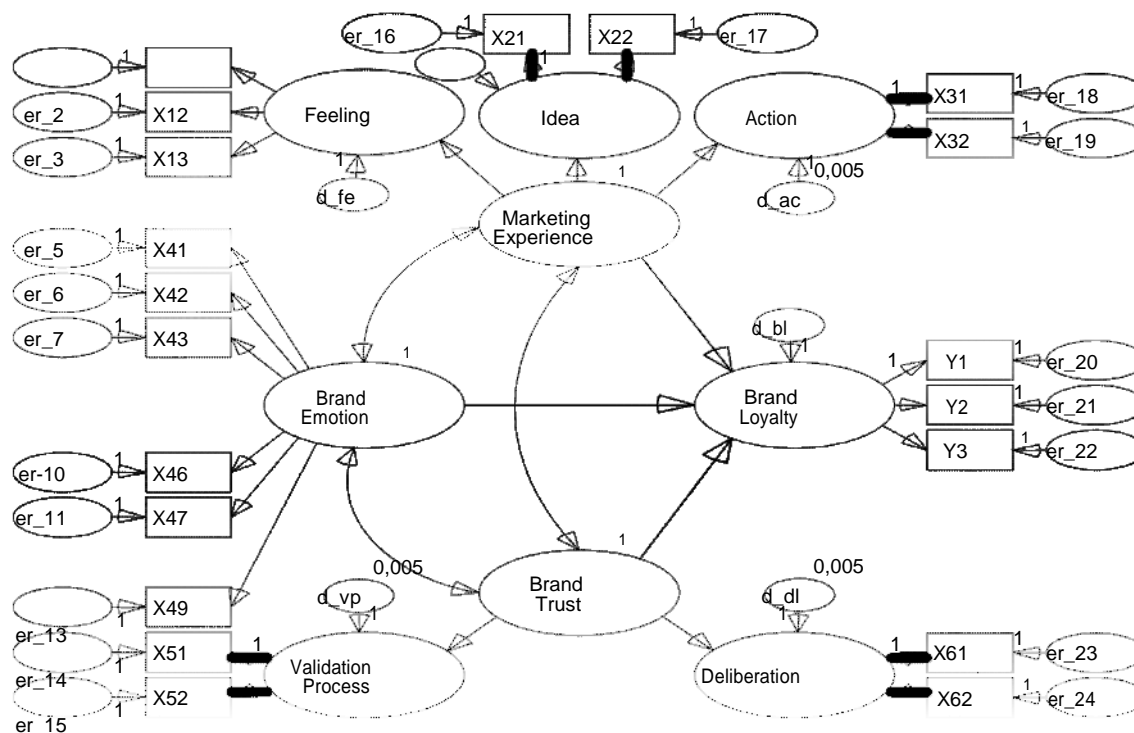 er_16
1
X21
X22
1
er_17
1
1
1
X31
1
er_18
er_2
1
X12
Feeling
Idea
Action
er_3
1
X13
X32
1
er_19
1
d_fe
1
1
0,005
d_ac
Marketing
Experience
er_5
1
X41
er_6
1
X42
er_7
1
X43
d_bl
1
1
1
Y1
1
er_20
Brand
Emotion
Brand
Loyalty
Y2
1
er_21
Y3
1
er_22
er-10
1
X46
er_11
1
X47
1
0,005
0,005
Brand
Trust
d_vp
1
d_dl
1
X49
er_13
1
X51
1
1
X61
1
er_23
er_14
1
Validation
Process
Deliberation
X52
X62
1
er_24
er_15
1